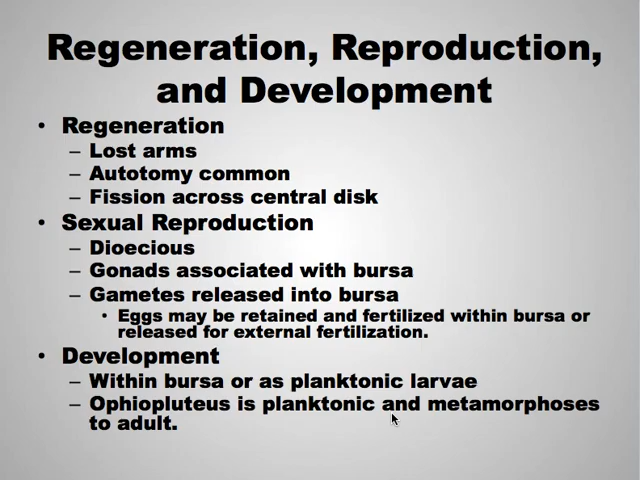 Regeneration, Reproduction,
and Development
• Regeneration
– Lost arms
– Autotomy common
– Fission across central disk
• Sexual Reproduction
– Dioecious
– Gonads associated with bursa
– Gametes released into bursa
• Eggs may be retained and fertilized within bursa or
released for external fertilization.
• Development
– Within bursa or as planktonic larvae
– Ophiopluteus is planktonic and metamorphoses
to adult.